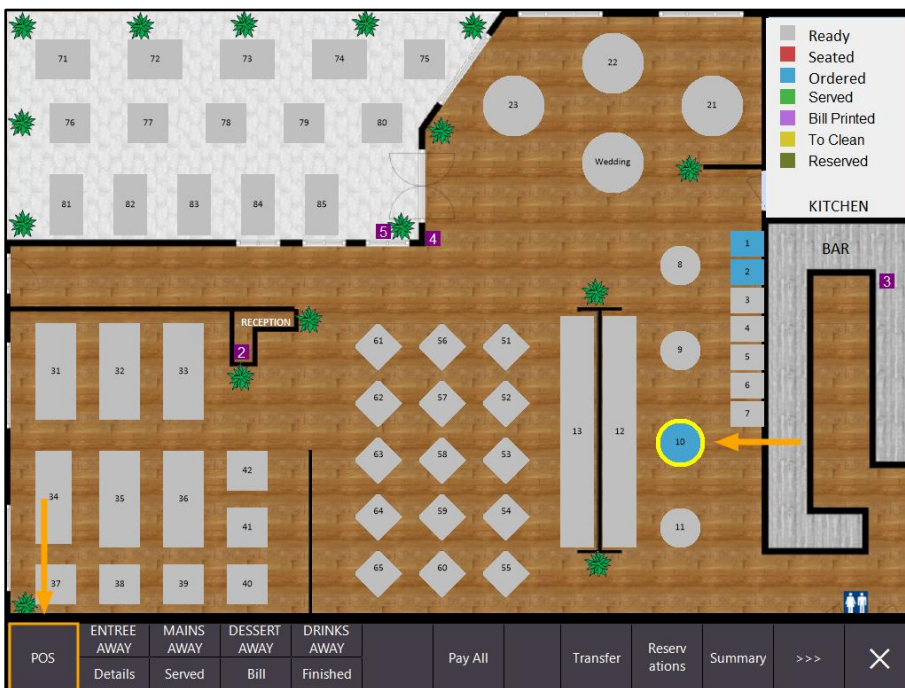 71 72 73 74 75
76 77 78 79 80
81 82 83 84 85
5 4
22
23 21
Wedding
Ready
Seated
Ordered
Served
Bill Printed
To Clean
Reserved
KITCHEN
BAR
3
1
2
3
4
5
6
7
8
9
10
11
RECEPTION
2
31 32 33
34 35 36
37 38 39
42
41
40
61 56 51
62 57 52
63 58 53
64 59 54
65 60 55
13 12
POS
ENTREE
AWAY
Details
MAINS
AWAY
Served
DESSERT
AWAY
Bill
DRINKS
AWAY
Finished
Pay All
Transfer
Reserv
ations
Summary
>>>